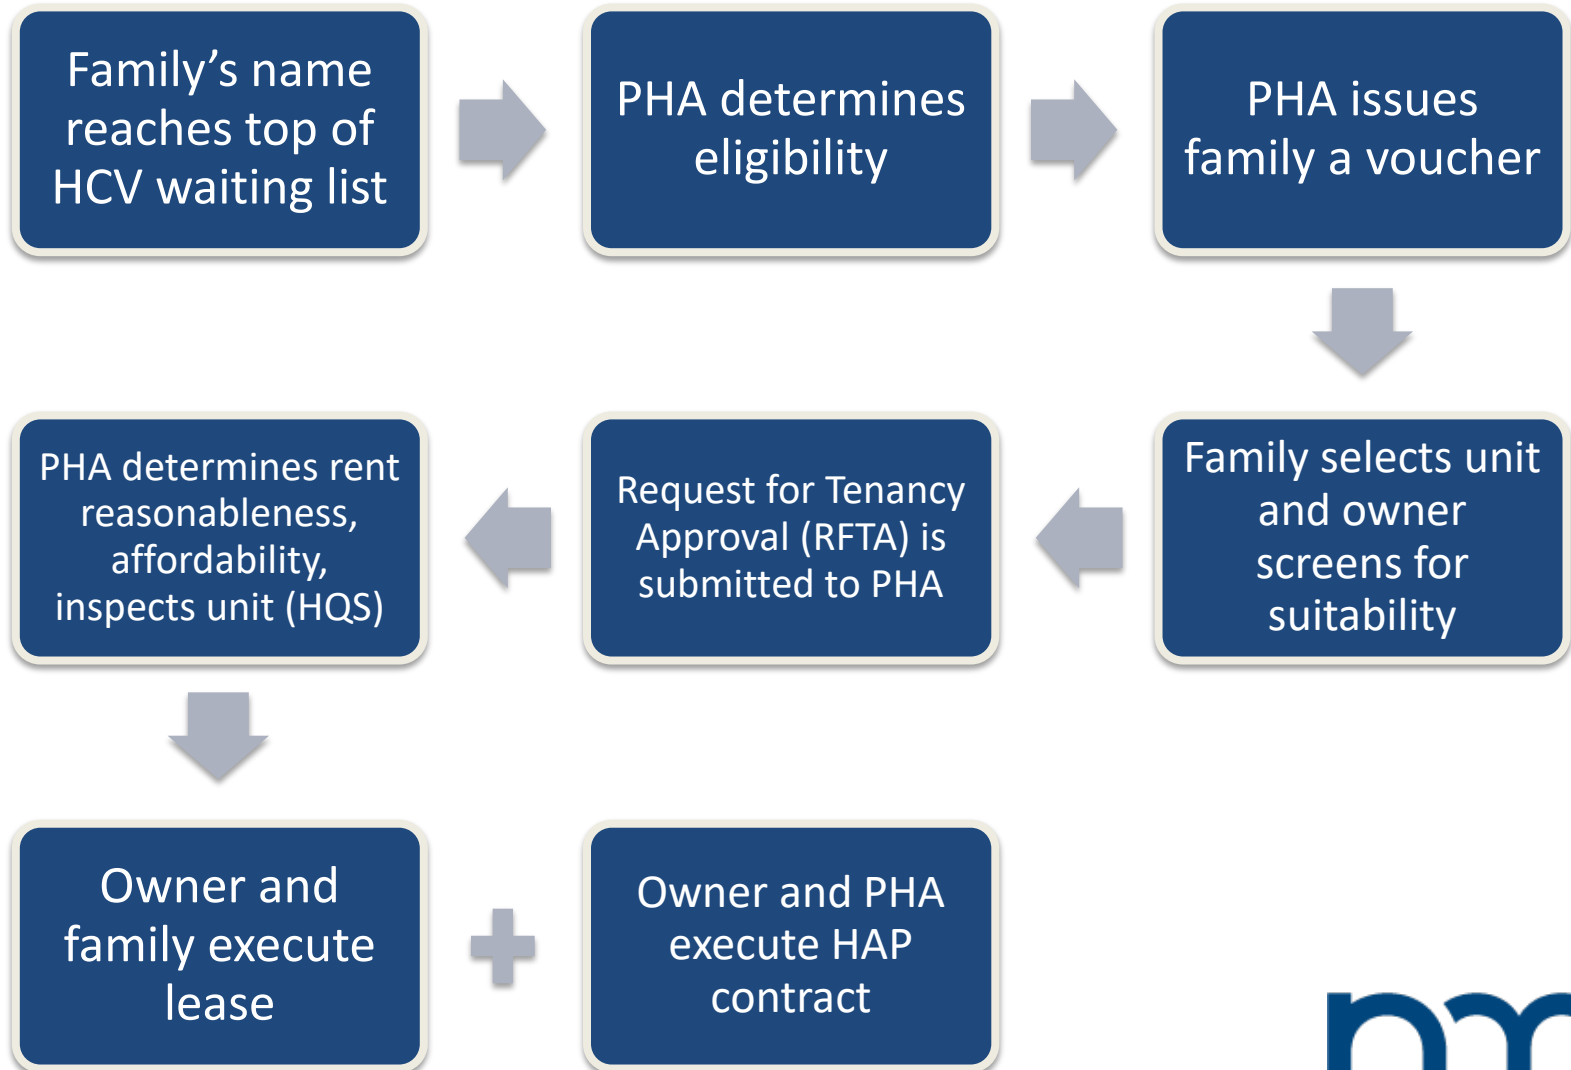 Family’s name
reaches top of
HCV waiting list
PHA determines
eligibility
PHA issues
family a voucher
Family selects unit
and owner
screens for
suitability
Request for Tenancy
Approval (RFTA) is
submitted to PHA
PHA determines rent
reasonableness,
affordability,
inspects unit (HQS)
Owner and
family execute
lease
Owner and PHA
execute HAP
contract